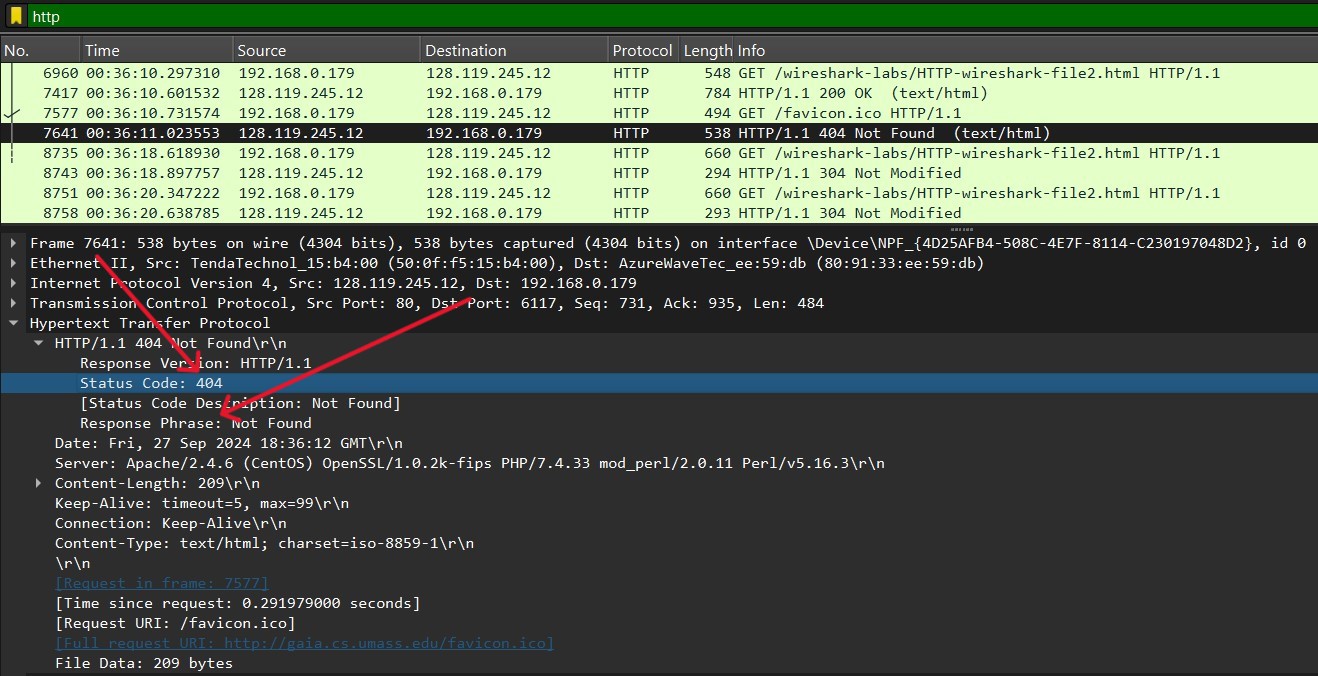 http
No. Time Source Destination Protocol Length Info
6960 00:36:10.297310 192.168.0.179 128.119.245.12 HTTP 548 GET /wireshark-labs/HTTP-wireshark-file2.html HTTP/1.1
7417 00:36:10.601532 128.119.245.12 192.168.0.179 HTTP 784 HTTP/1.1 200 OK (text/html)
7577 00:36:10.731574 192.168.0.179 128.119.245.12 HTTP 494 GET /favicon.ico HTTP/1.1
7641 00:36:11.023553 128.119.245.12 192.168.0.179 HTTP 538 HTTP/1.1 404 Not Found (text/html)
8735 00:36:18.618930 192.168.0.179 128.119.245.12 HTTP 660 GET /wireshark-labs/HTTP-wireshark-file2.html HTTP/1.1
8743 00:36:18.897757 128.119.245.12 192.168.0.179 HTTP 294 HTTP/1.1 304 Not Modified
8751 00:36:20.347222 192.168.0.179 128.119.245.12 HTTP 660 GET /wireshark-labs/HTTP-wireshark-file2.html HTTP/1.1
8758 00:36:20.638785 128.119.245.12 192.168.0.179 HTTP 293 HTTP/1.1 304 Not Modified
Frame 7641: 538 bytes on wire (4304 bits), 538 bytes captured (4304 bits) on interface \Device\NPF_{4D25AFB4-508C-4E7F-8114-C230197048D2}, id 0
Ethernet II, Src: TendaTechnol_15:b4:00 (50:0f:f5:15:b4:00), Dst: AzureWaveTec_ee:59:db (80:91:33:ee:59:db)
Internet Protocol Version 4, Src: 128.119.245.12, Dst: 192.168.0.179
Transmission Control Protocol, Src Port: 80, Dst Port: 6117, Seq: 731, Ack: 935, Len: 484
Hypertext Transfer Protocol
HTTP/1.1 404 Not Found\r\n
Response Version: HTTP/1.1
Status Code: 404
[Status Code Description: Not Found]
Response Phrase: Not Found
Date: Fri, 27 Sep 2024 18:36:12 GMT\r\n
Server: Apache/2.4.6 (CentOS) OpenSSL/1.0.2k-fips PHP/7.4.33 mod_perl/2.0.11 Perl/v5.16.3\r\n
Content-Length: 209\r\n
Keep-Alive: timeout=5, max=99\r\n
Connection: Keep-Alive\r\n
Content-Type: text/html; charset=iso-8859-1\r\n
\r\n
[Request in frame: 7577]
[Time since request: 0.291979000 seconds]
[Request URI: /favicon.ico]
[Full request URI: http://gaia.cs.umass.edu/favicon.ico]
File Data: 209 bytes